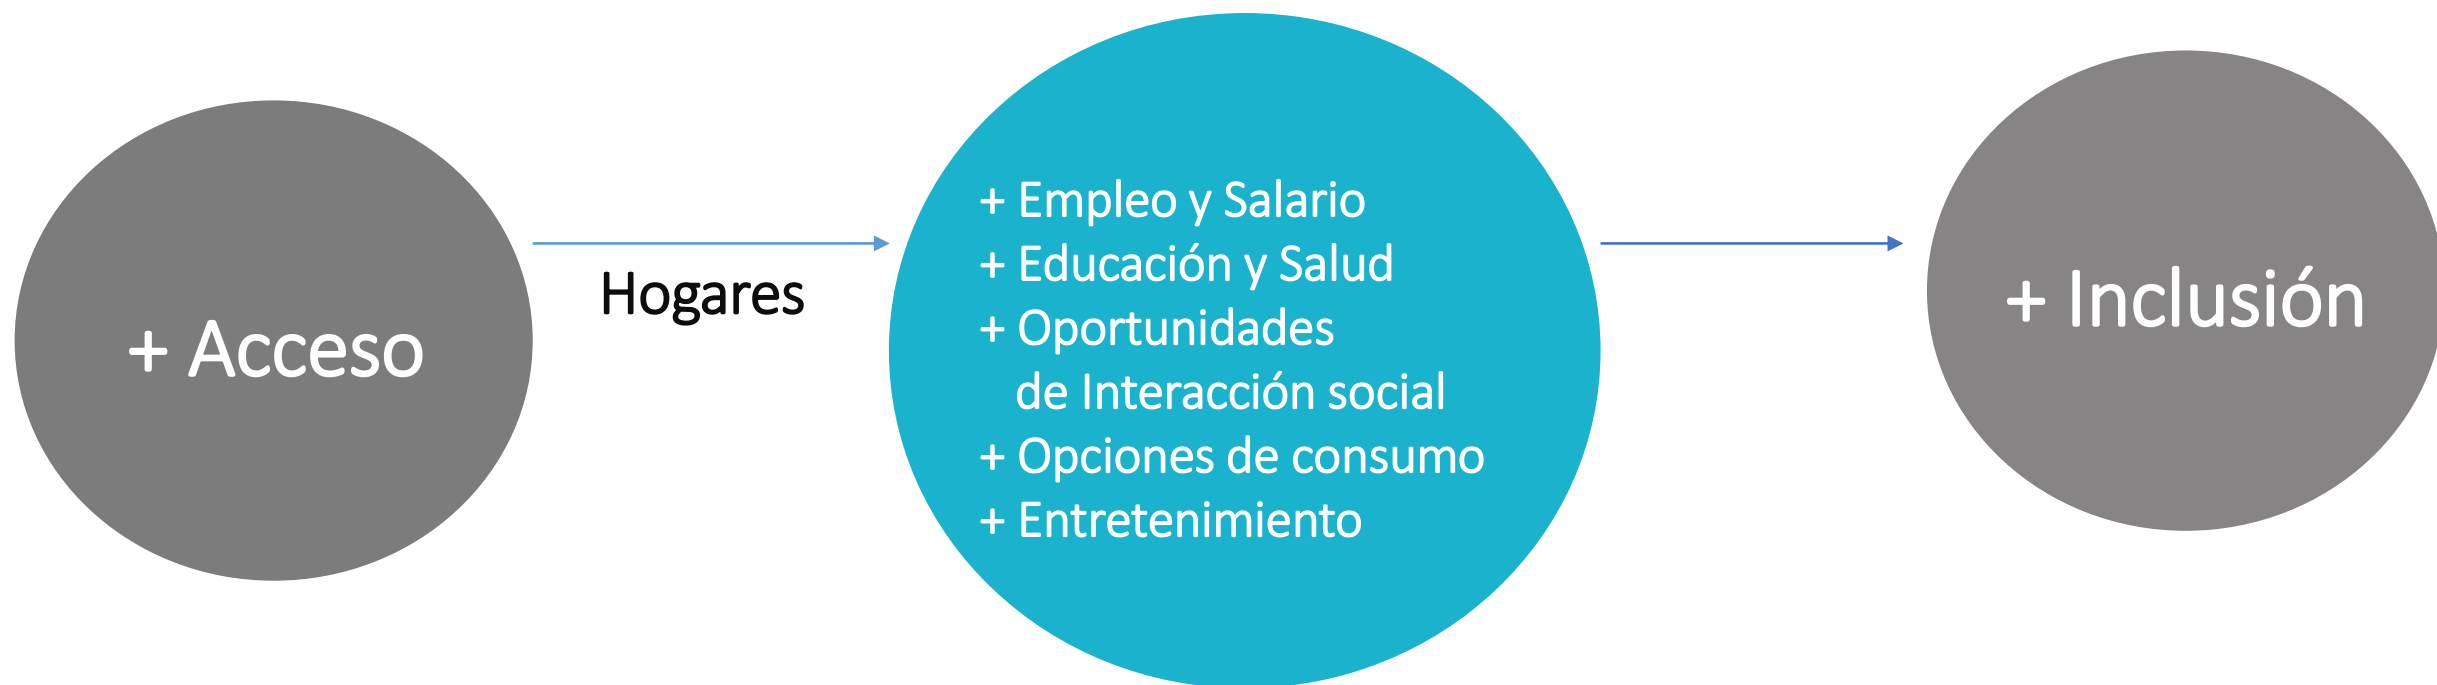 + Acceso
Hogares
+ Empleo y Salario
+ Educación y Salud
+ Oportunidades
de Interacción social
+ Opciones de consumo
+ Entretenimiento
+ Inclusión